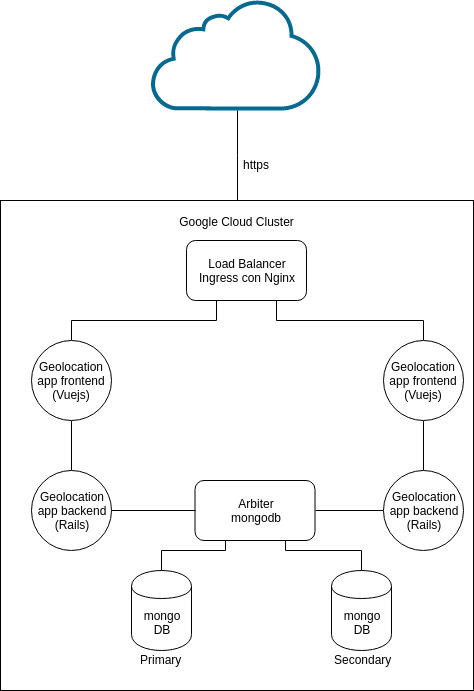 https
Google Cloud Cluster
Load Balancer
Ingress con Nginx
Geolocation
app frontend
(Vuejs)
Geolocation
app frontend
(Vuejs)
Geolocation
app backend
(Rails)
Arbiter
mongodb
Geolocation
app backend
(Rails)
mongo
DB
Primary
mongo
DB
Secondary